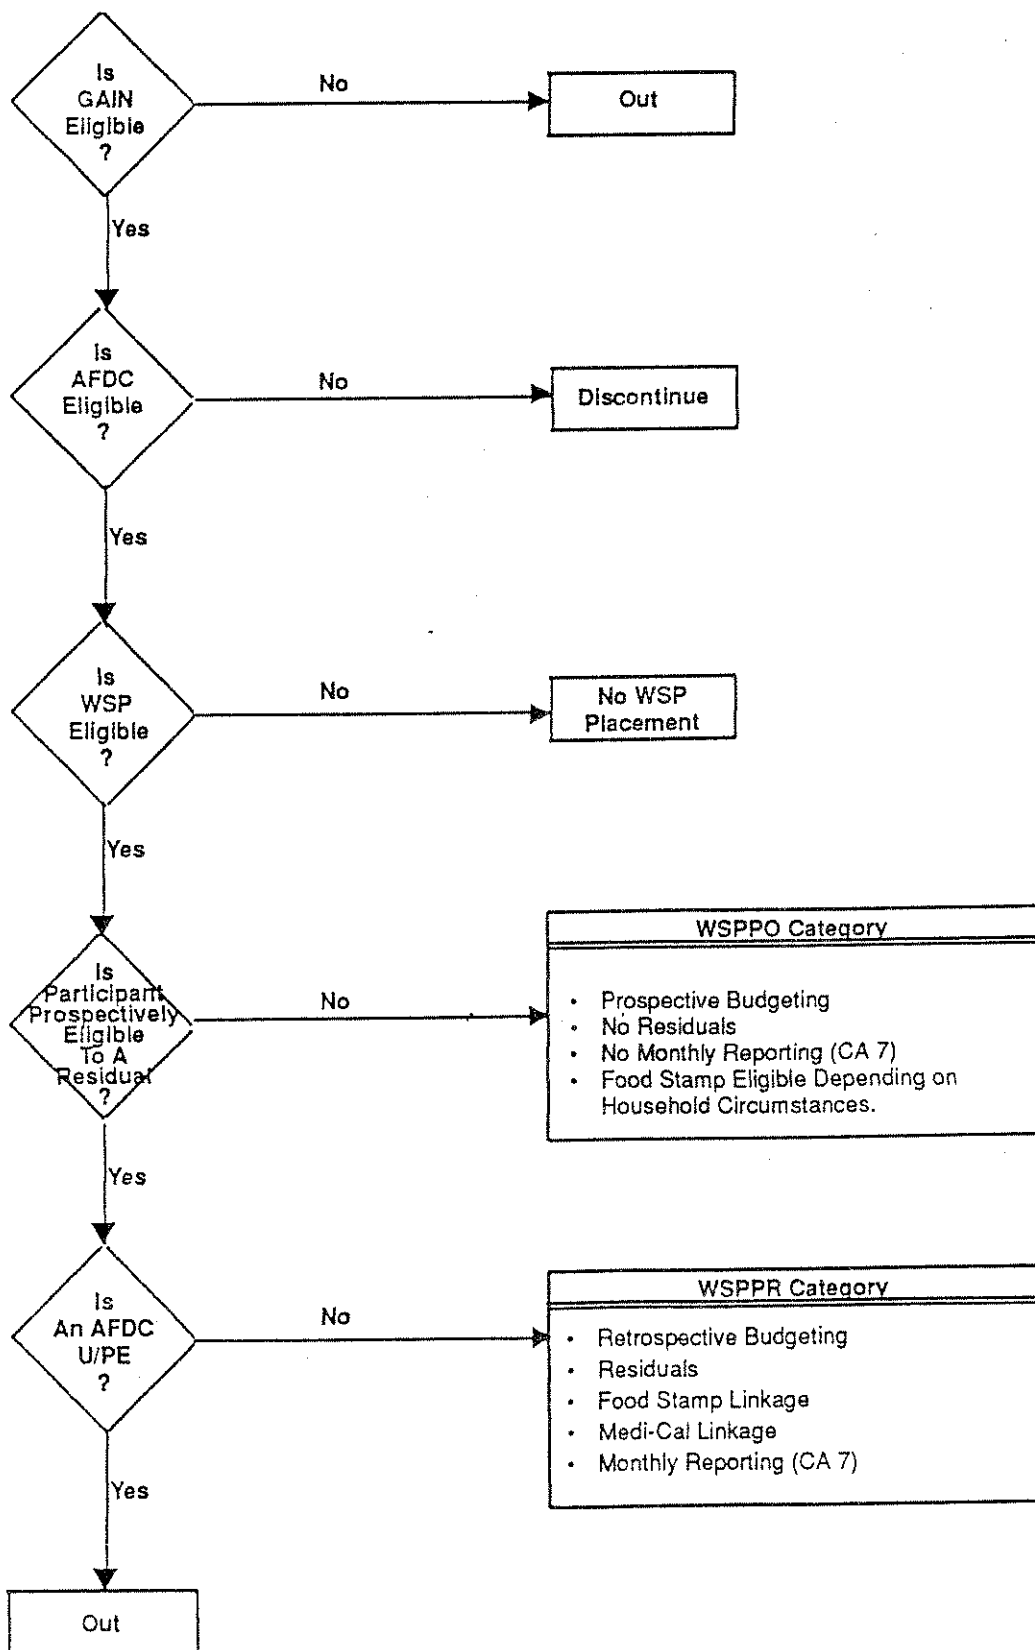 Is
GAIN
Eligible
?
No
Out
Yes
Is
AFDC
Eligible
?
No
Discontinue
Yes
Is
WSP
Eligible
?
No
No WSP
Placement
Yes
Is
Participant
Prospectively
Eligible
To A
Residual
?
No
WSPPO Category
• Prospective Budgeting
• No Residuals
• No Monthly Reporting (CA 7)
• Food Stamp Eligible Depending on
Household Circumstances.
Yes
Is
An AFDC
U/PE
?
No
WSPPR Category
• Retrospective Budgeting
• Residuals
• Food Stamp Linkage
• Medi-Cal Linkage
• Monthly Reporting (CA 7)
Yes
Out